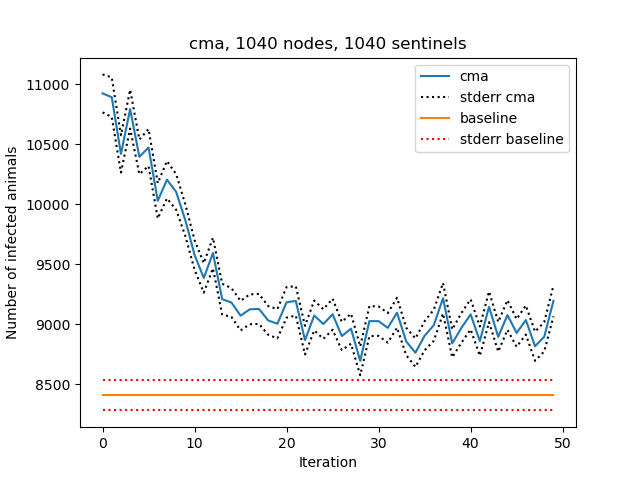 cma, 1040 nodes, 1040 sentinels
cma
stderr cma
baseline
stderr baseline
Number of infected animals
11000
10500
10000
9500
9000
8500
0 10 20 30 40 50
Iteration